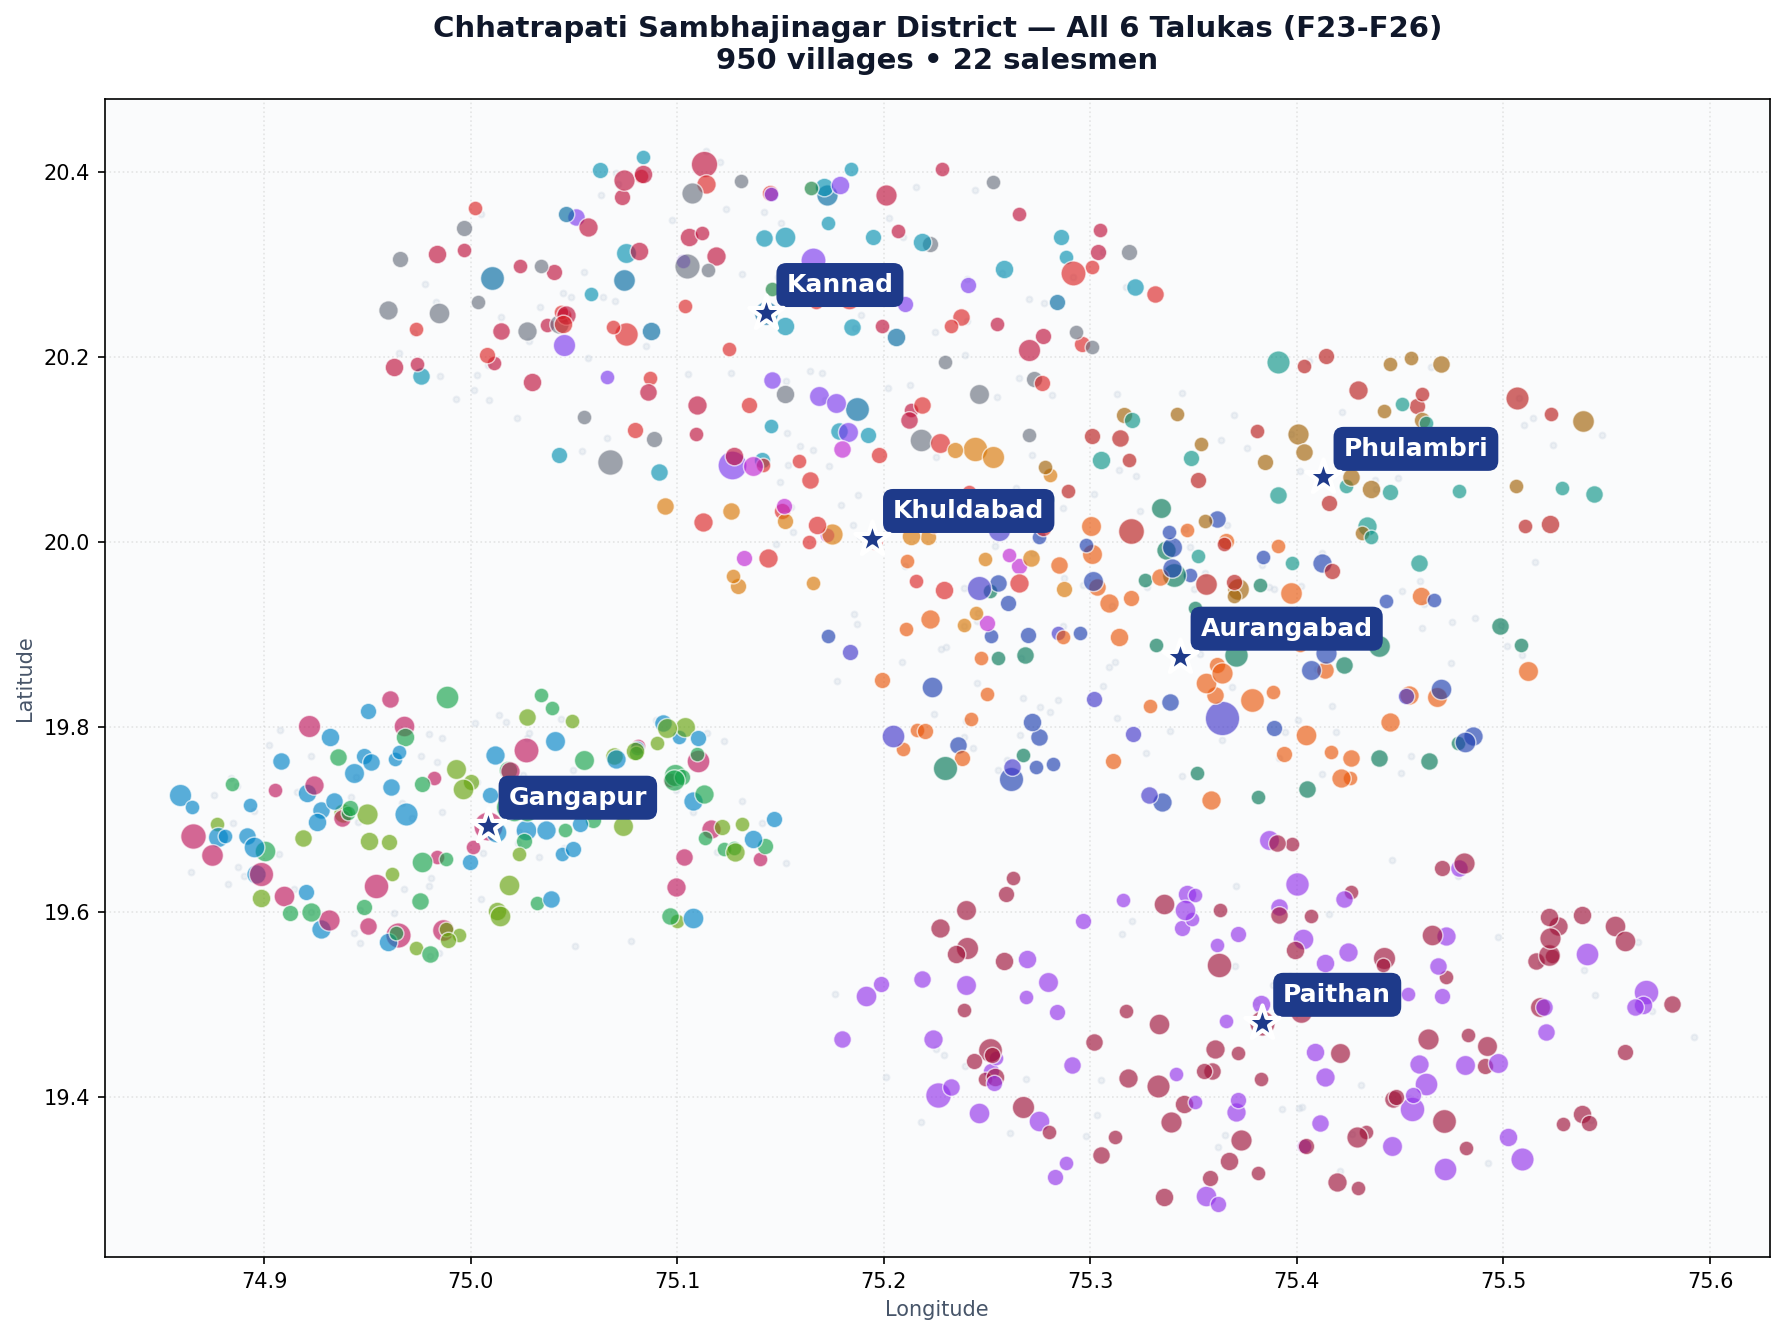 Chhatrapati Sambhajinagar District — All 6 Talukas (F23-F26)
950 villages • 22 salesmen
20.4
20.2
20.0
19.8
19.6
19.4
Latitude
Kannad
Phulambri
Khuldabad
Aurangabad
Gangapur
Paithan
74.9
75.0
75.1
75.2
75.3
75.4
75.5
75.6
Longitude